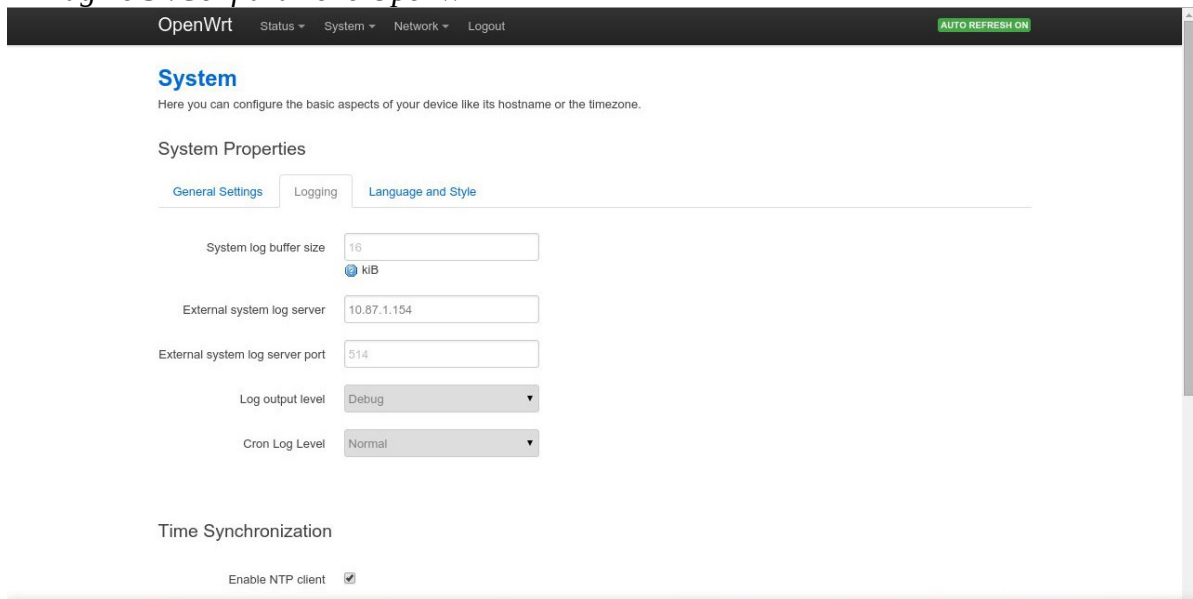 OpenWrt Status System Network Logout AUTO REFRESH ON
System
Here you can configure the basic aspects of your device like its hostname or the timezone.
System Properties
General Settings Logging Language and Style
System log buffer size 16
kiB
External system log server 10.87.1.154
External system log server port 514
Log output level Debug
Cron Log Level Normal
Time Synchronization
Enable NTP client